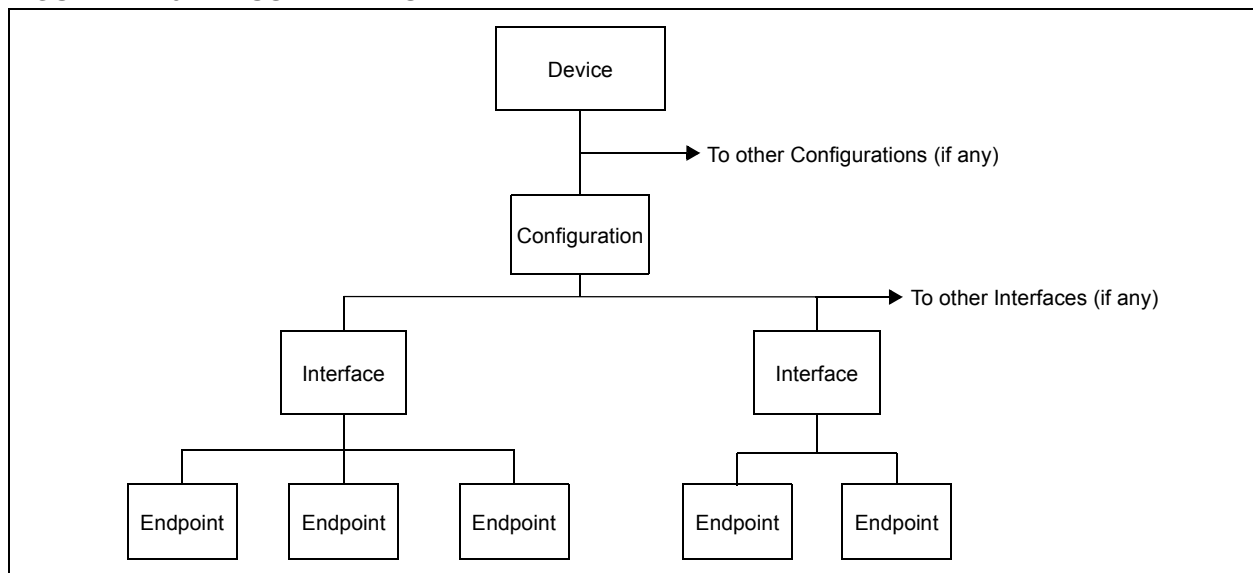 Device
To other Configurations (if any)
Configuration
To other Interfaces (if any)
Interface
Interface
Endpoint
Endpoint
Endpoint
Endpoint
Endpoint